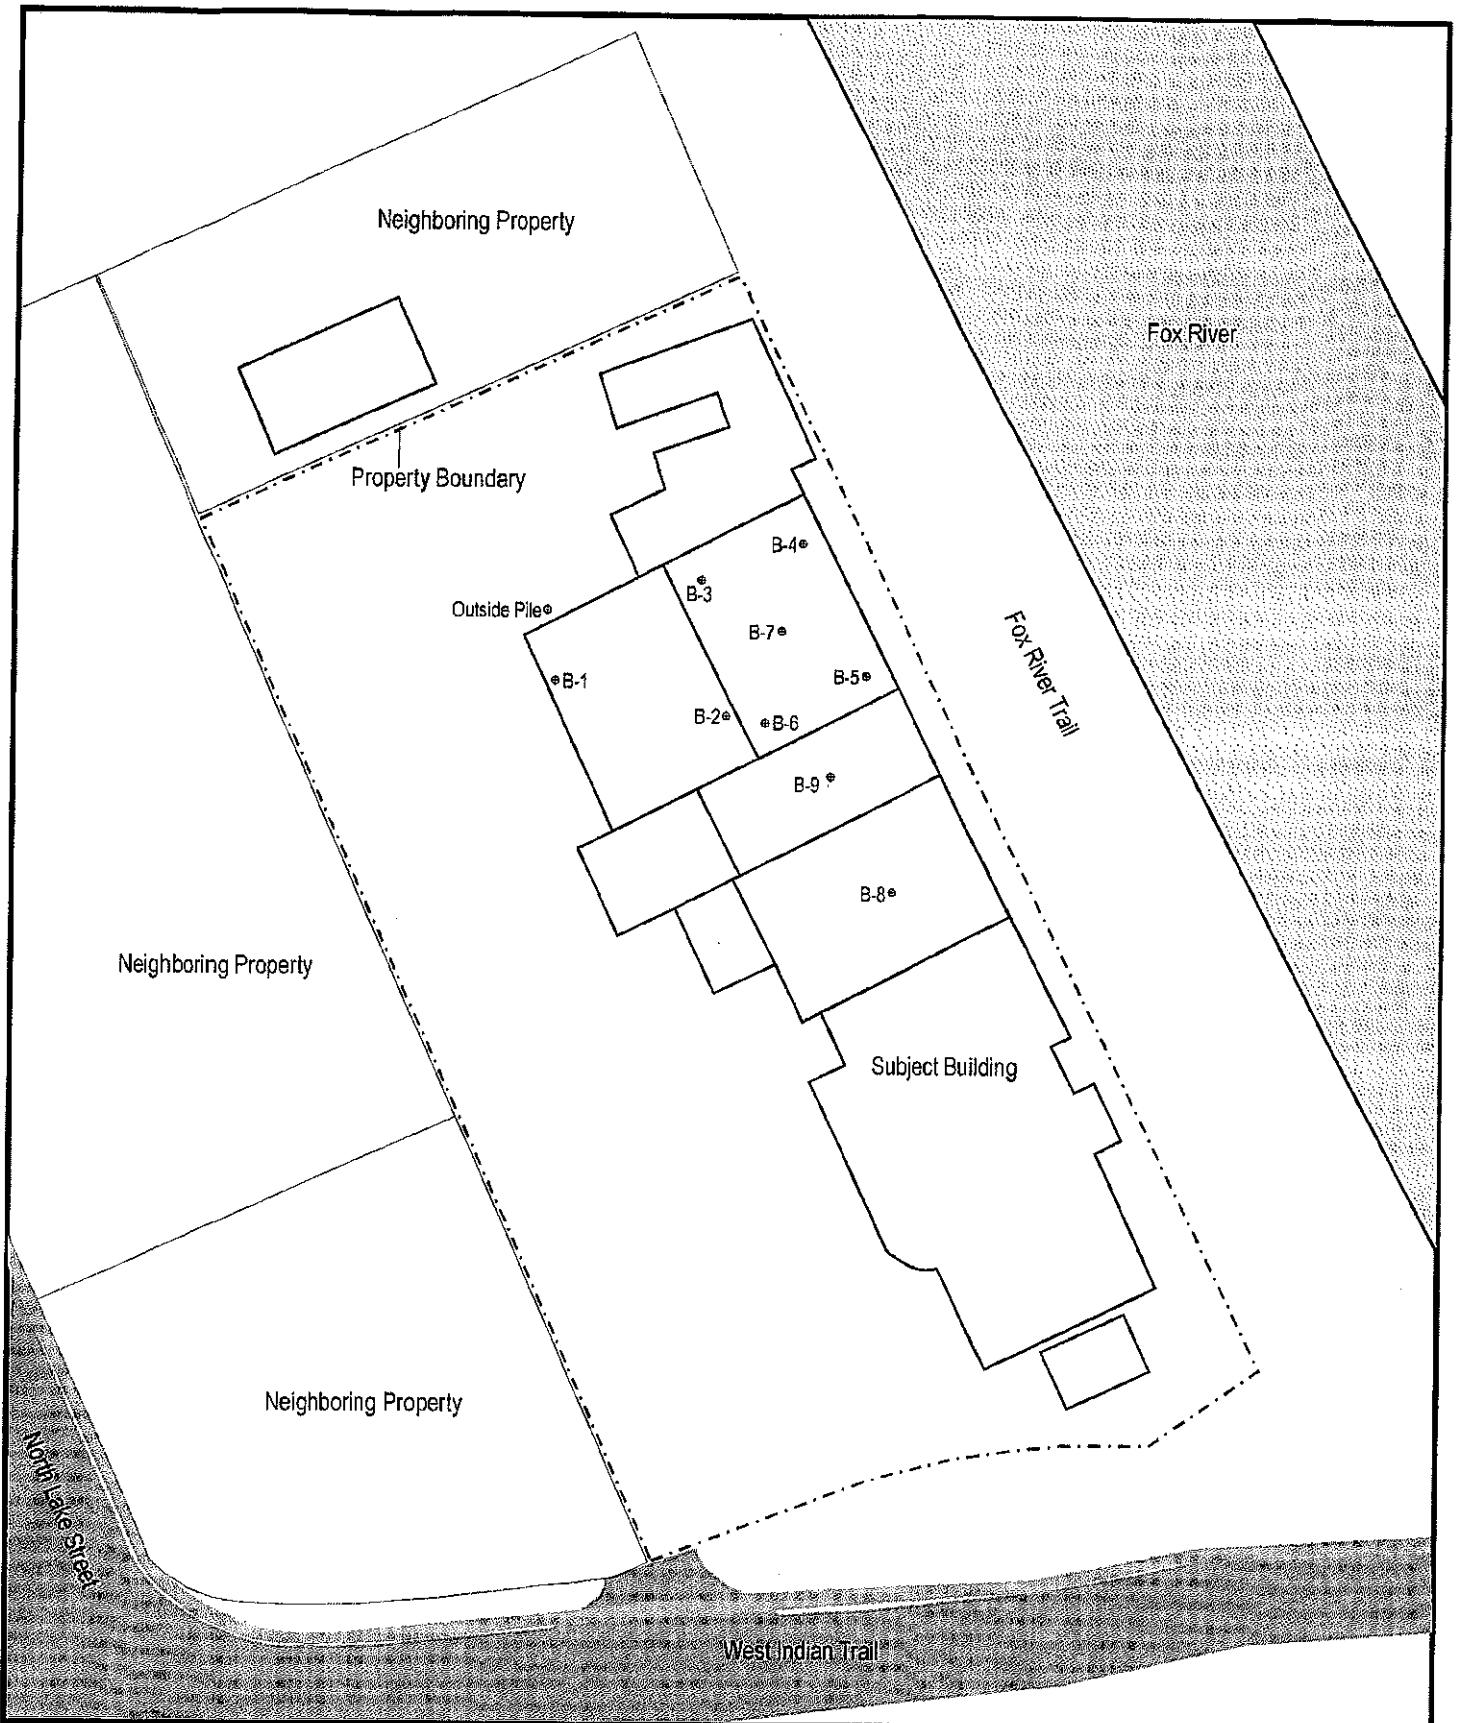 Neighboring Property
Fox River
Property Boundary
B-4
B-3
Outside Pile
B-7
Fox River Trail
B-1
B-5
B-2
B-6
B-9
B-8
Neighboring Property
Subject Building
Neighboring Property
North Lake Street
West Indian Trail